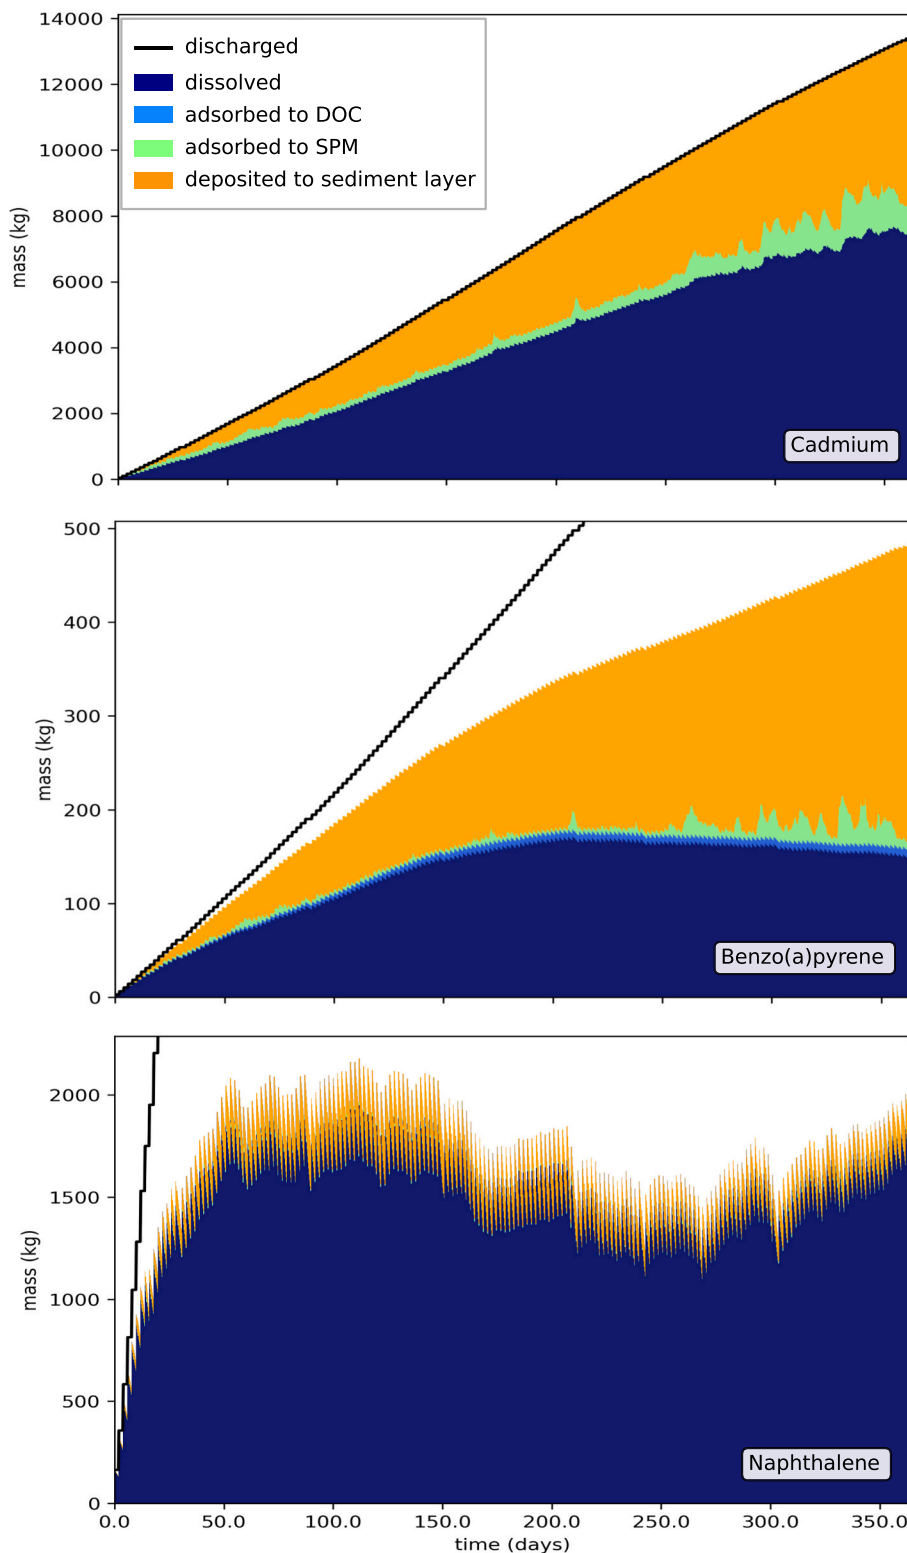 14000
12000
10000
8000
6000
4000
2000
0
mass (kg)
discharged
dissolved
adsorbed to DOC
adsorbed to SPM
deposited to sediment layer
Cadmium
500
400
300
200
100
0
mass (kg)
Benzo(a)pyrene
2000
1500
1000
500
0
mass (kg)
Naphthalene
0.0 50.0 100.0 150.0 200.0 250.0 300.0 350.0
time (days)